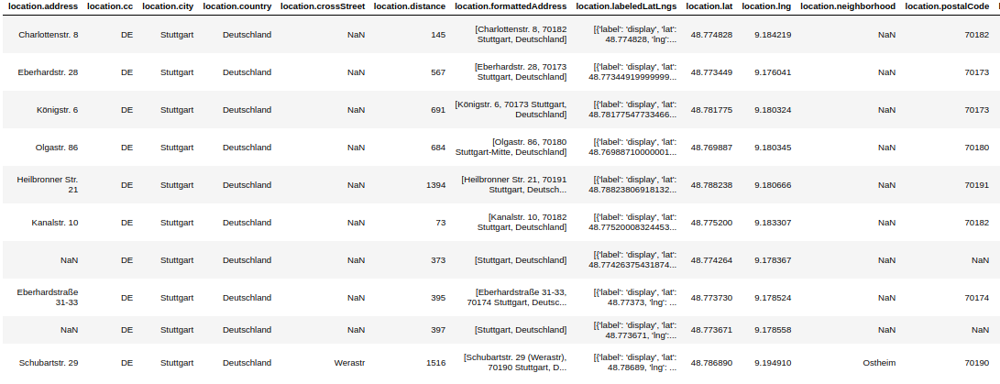 location.address location.cc location.city location.country location.crossStreet location.distance location.formattedAddress location.labeledLatLngs location.lat location.lng location.neighborhood location.postalCode
Charlottenstr. 8 DE Stuttgart Deutschland NaN 145 [Charlottenstr. 8, 70182 Stuttgart, Deutschland] [{'label': 'display', 'lat': 48.774828, 'lng':... 48.774828 9.184219 NaN 70182
Eberhardstr. 28 DE Stuttgart Deutschland NaN 567 [Eberhardstr. 28, 70173 Stuttgart, Deutschland] [{'label': 'display', 'lat': 48.77344919999999... 48.773449 9.176041 NaN 70173
Königstr. 6 DE Stuttgart Deutschland NaN 691 [Königstr. 6, 70173 Stuttgart, Deutschland] [{'label': 'display', 'lat': 48.78177547733466... 48.781775 9.180324 NaN 70173
Olgastr. 86 DE Stuttgart Deutschland NaN 684 [Olgastr. 86, 70180 Stuttgart-Mitte, Deutschland] [{'label': 'display', 'lat': 48.76988710000001... 48.769887 9.180345 NaN 70180
Heilbronner Str. 21 DE Stuttgart Deutschland NaN 1394 [Heilbronner Str. 21, 70191 Stuttgart, Deutsch... [{'label': 'display', 'lat': 48.78823806918132... 48.788238 9.180666 NaN 70191
Kanalstr. 10 DE Stuttgart Deutschland NaN 73 [Kanalstr. 10, 70182 Stuttgart, Deutschland] [{'label': 'display', 'lat': 48.77520008324453... 48.775200 9.183307 NaN 70182
NaN DE Stuttgart Deutschland NaN 373 [Stuttgart, Deutschland] [{'label': 'display', 'lat': 48.77426375431874... 48.774264 9.178367 NaN NaN
Eberhardstraße 31-33 DE Stuttgart Deutschland NaN 395 [Eberhardstraße 31-33, 70174 Stuttgart, Deutsc... [{'label': 'display', 'lat': 48.77373, 'lng': ... 48.773730 9.178524 NaN 70174
NaN DE Stuttgart Deutschland NaN 397 [Stuttgart, Deutschland] [{'label': 'display', 'lat': 48.773671, 'lng':... 48.773671 9.178558 NaN NaN
Schubartstr. 29 DE Stuttgart Deutschland Werastr 1516 [Schubartstr. 29 (Werastr), 70190 Stuttgart, D... [{'label': 'display', 'lat': 48.78689, 'lng': ... 48.786890 9.194910 Ostheim 70190